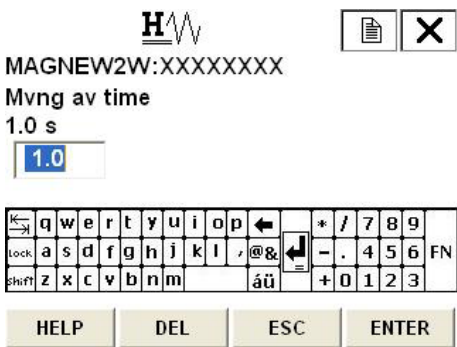 H
MAGNEW2W:XXXXXXXX
Mvng av time
1.0 s
1.0
q w e r t y u i o p * / 7 8 9
Lock a s d f g h j k l , @& - . 4 5 6 FN
shift z x c v b n m áü = + 0 1 2 3
HELP DEL ESC ENTER